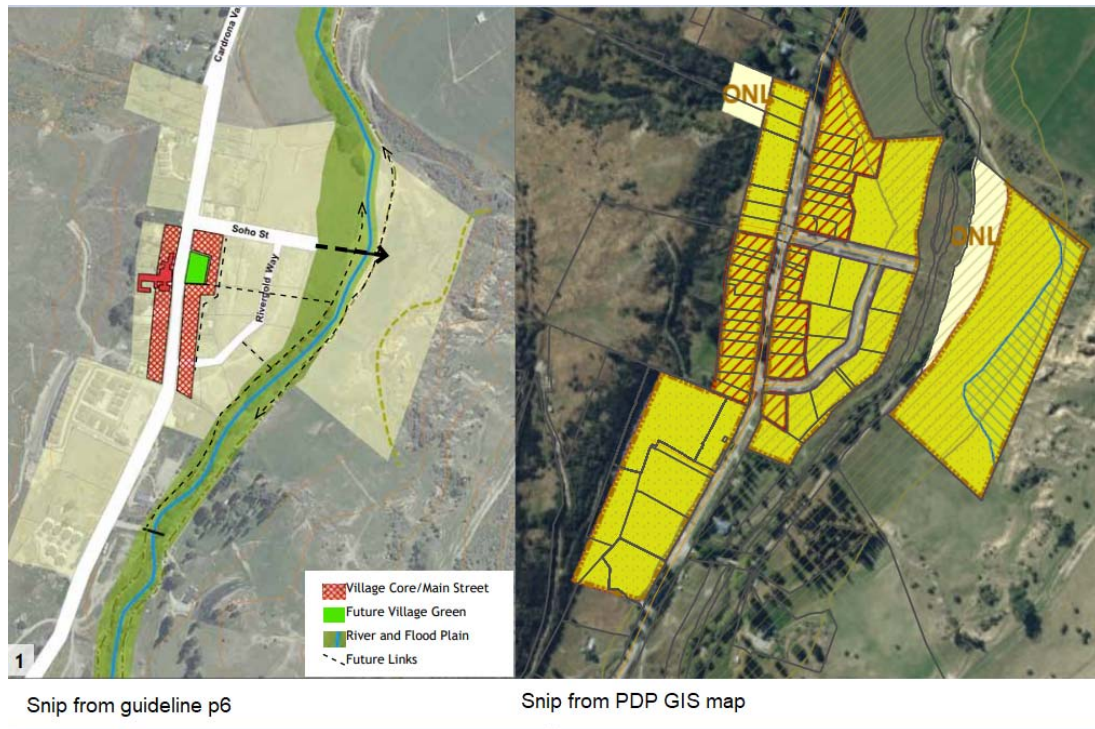 Cardrona Va
Soho St
Rivergold Way
Village Core/Main Street
Future Village Green
River and Flood Plain
Future Links
1
ONL
ONL
Snip from guideline p6
Snip from PDP GIS map